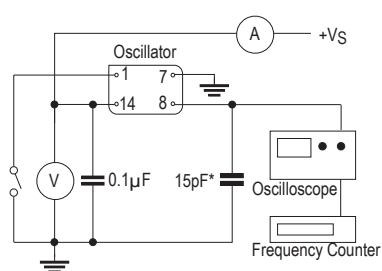 A
+VS
Oscillator
1
7
14
8
V
0.1µF
15pF*
Oscilloscope
Frequency Counter